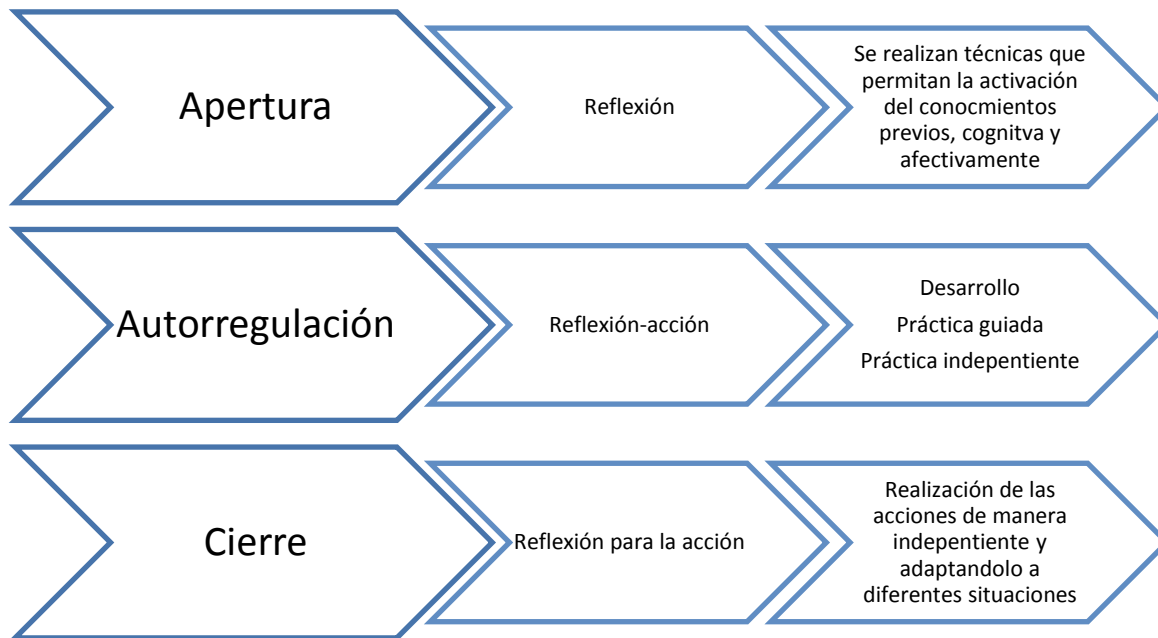 Apertura
Reflexión
Se realizan técnicas que
permitan la activación
del conocmientos
previos, cognitva y
afectivamente
Autorregulación
Reflexión-acción
Desarrollo
Práctica guiada
Práctica indepentiente
Cierre
Reflexión para la acción
Realización de las
acciones de manera
indepentiente y
adaptandolo a
diferentes situaciones